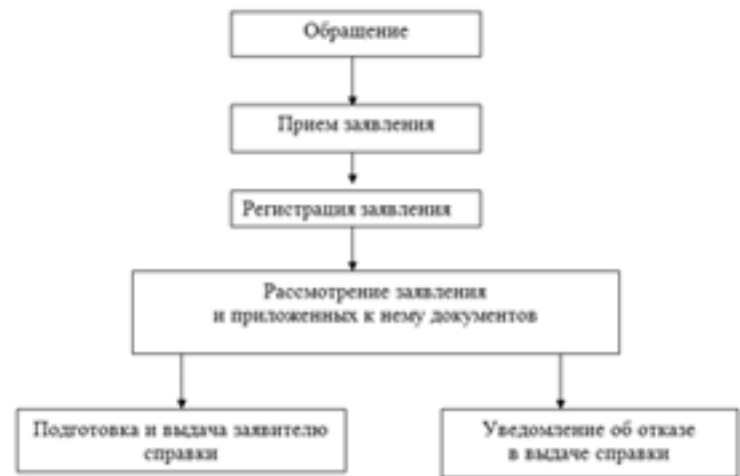 Обращение
Прием заявления
Регистрация заявления
Рассмотрение заявления
и приложенных к нему документов
Подготовка и выдача заявителю
справки
Уведомление об отказе
в выдаче справки